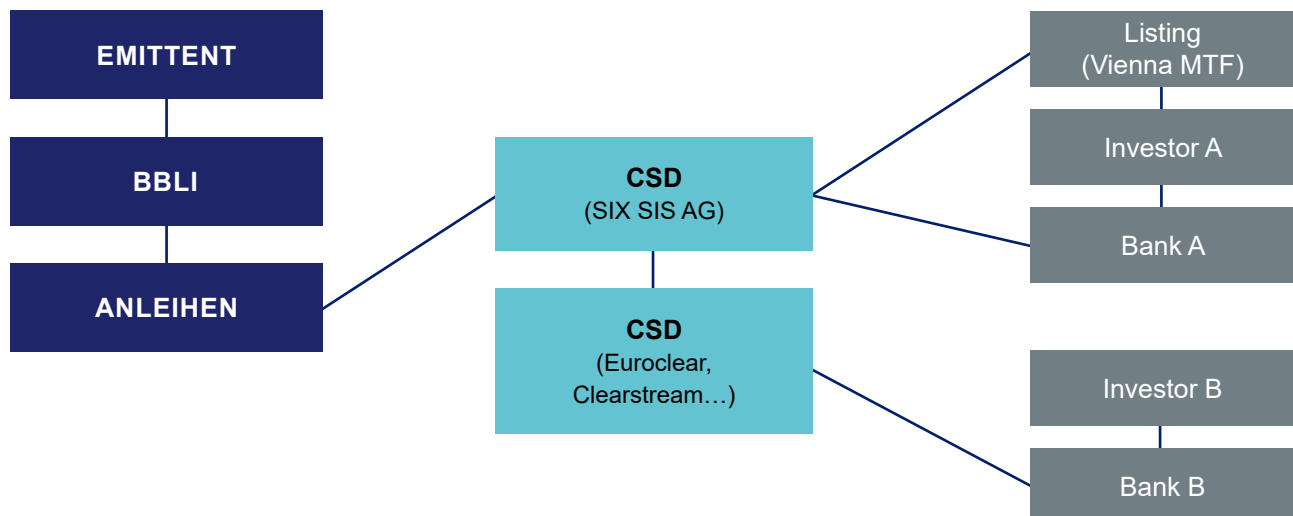 EMITTENT
BBLI
ANLEIHEN
CSD
(SIX SIS AG)
CSD
(Euroclear,
Clearstream…)
Listing
(Vienna MTF)
Investor A
Bank A
Investor B
Bank B